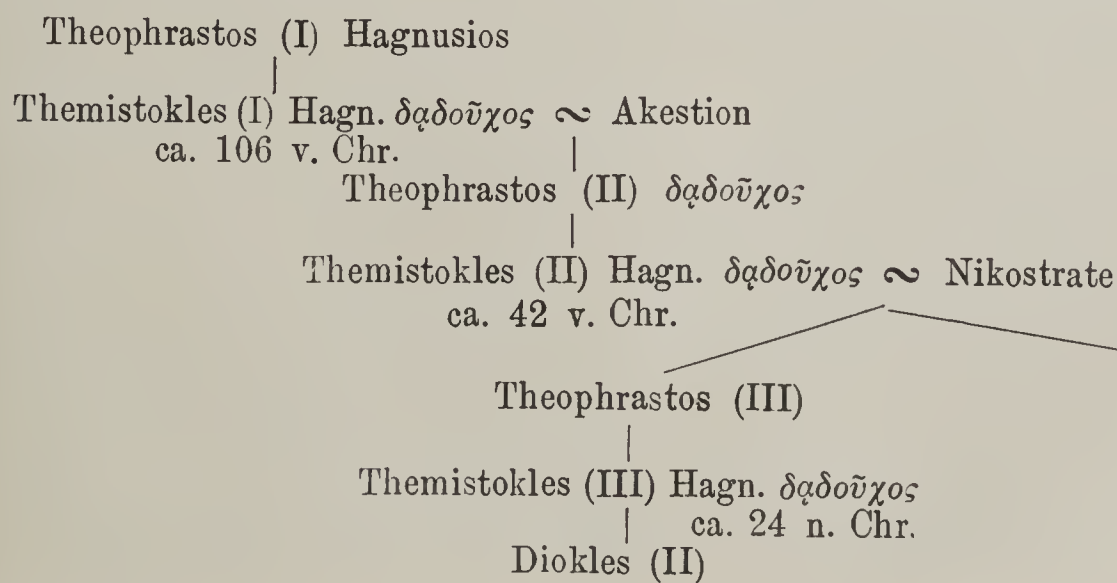 Theophrastos (I) Hagnusios
Themistokles (I) Hagn. δᾳδοῦχος ∾ Akestion
ca. 106 v. Chr.
Theophrastos (II) δᾳδοῦχος
Themistokles (II) Hagn. δᾳδοῦχος ∾ Nikostrate
ca. 42 v. Chr.
Theophrastos (III)
Themistokles (III) Hagn. δᾳδοῦχος
ca. 24 n. Chr.
Diokles (II)